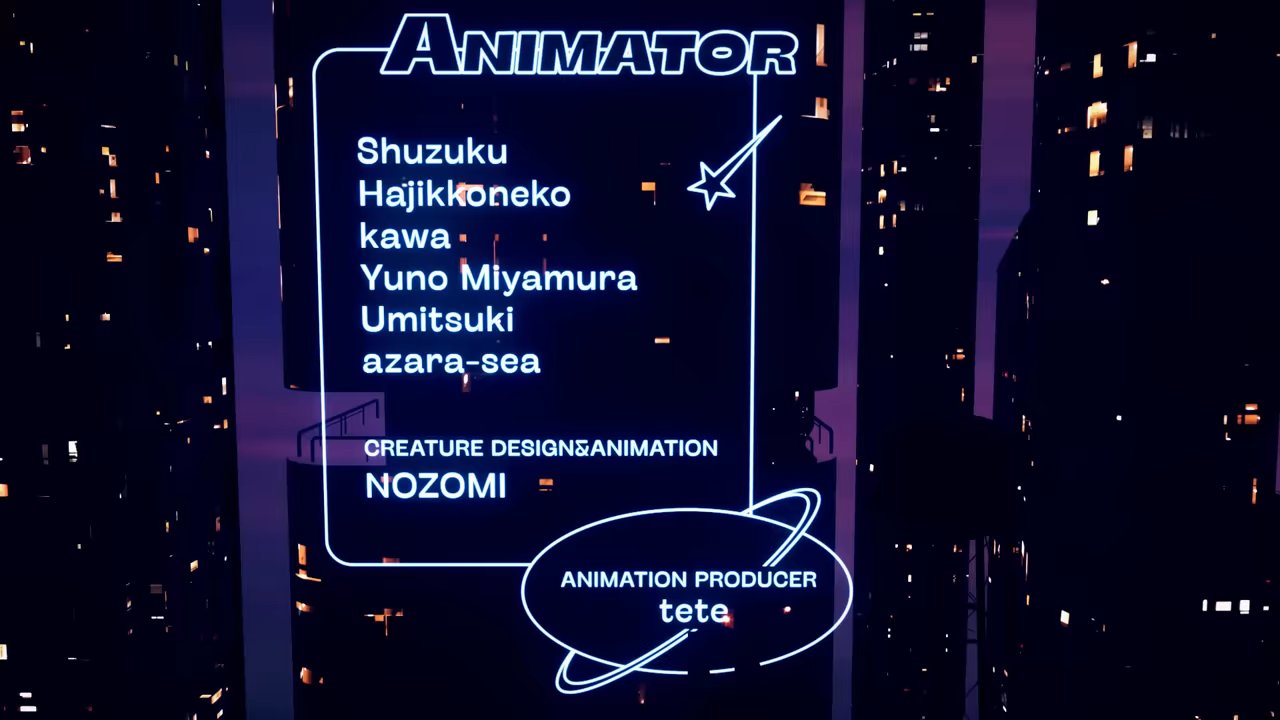 ANIMATOR
Shuzuku
Hajikkoneko
kawa
Yuno Miyamura
Umitsuki
azara-sea
CREATURE DESIGN&ANIMATION
NOZOMI
ANIMATION PRODUCER
tete